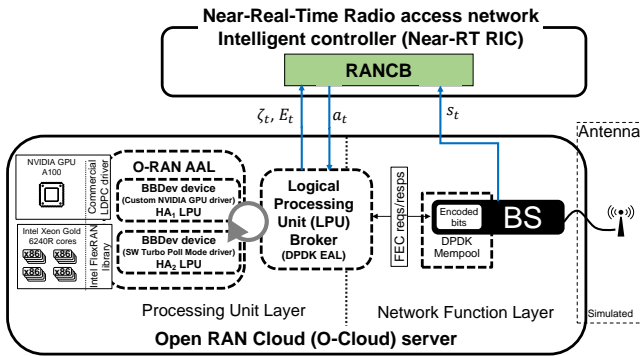 Near-Real-Time Radio access network
Intelligent controller (Near-RT RIC)
RANCB
ζt, Et
at
st
Antenna
NVIDIA GPU
A100
Commercial
LDPC driver
O-RAN AAL
BBDev device
(Custom NVIDIA GPU driver)
HA1 LPU
BBDev device
(SW Turbo Poll Mode driver)
HA2 LPU
Intel Xeon Gold
6240R cores
x86
x86
x86
x86
Intel FlexRAN
library
Logical
Processing
Unit (LPU)
Broker
(DPDK EAL)
FEC reqs/resps
Encoded
bits
BS
DPDK
Mempool
Processing Unit Layer
Network Function Layer
Simulated
Open RAN Cloud (O-Cloud) server